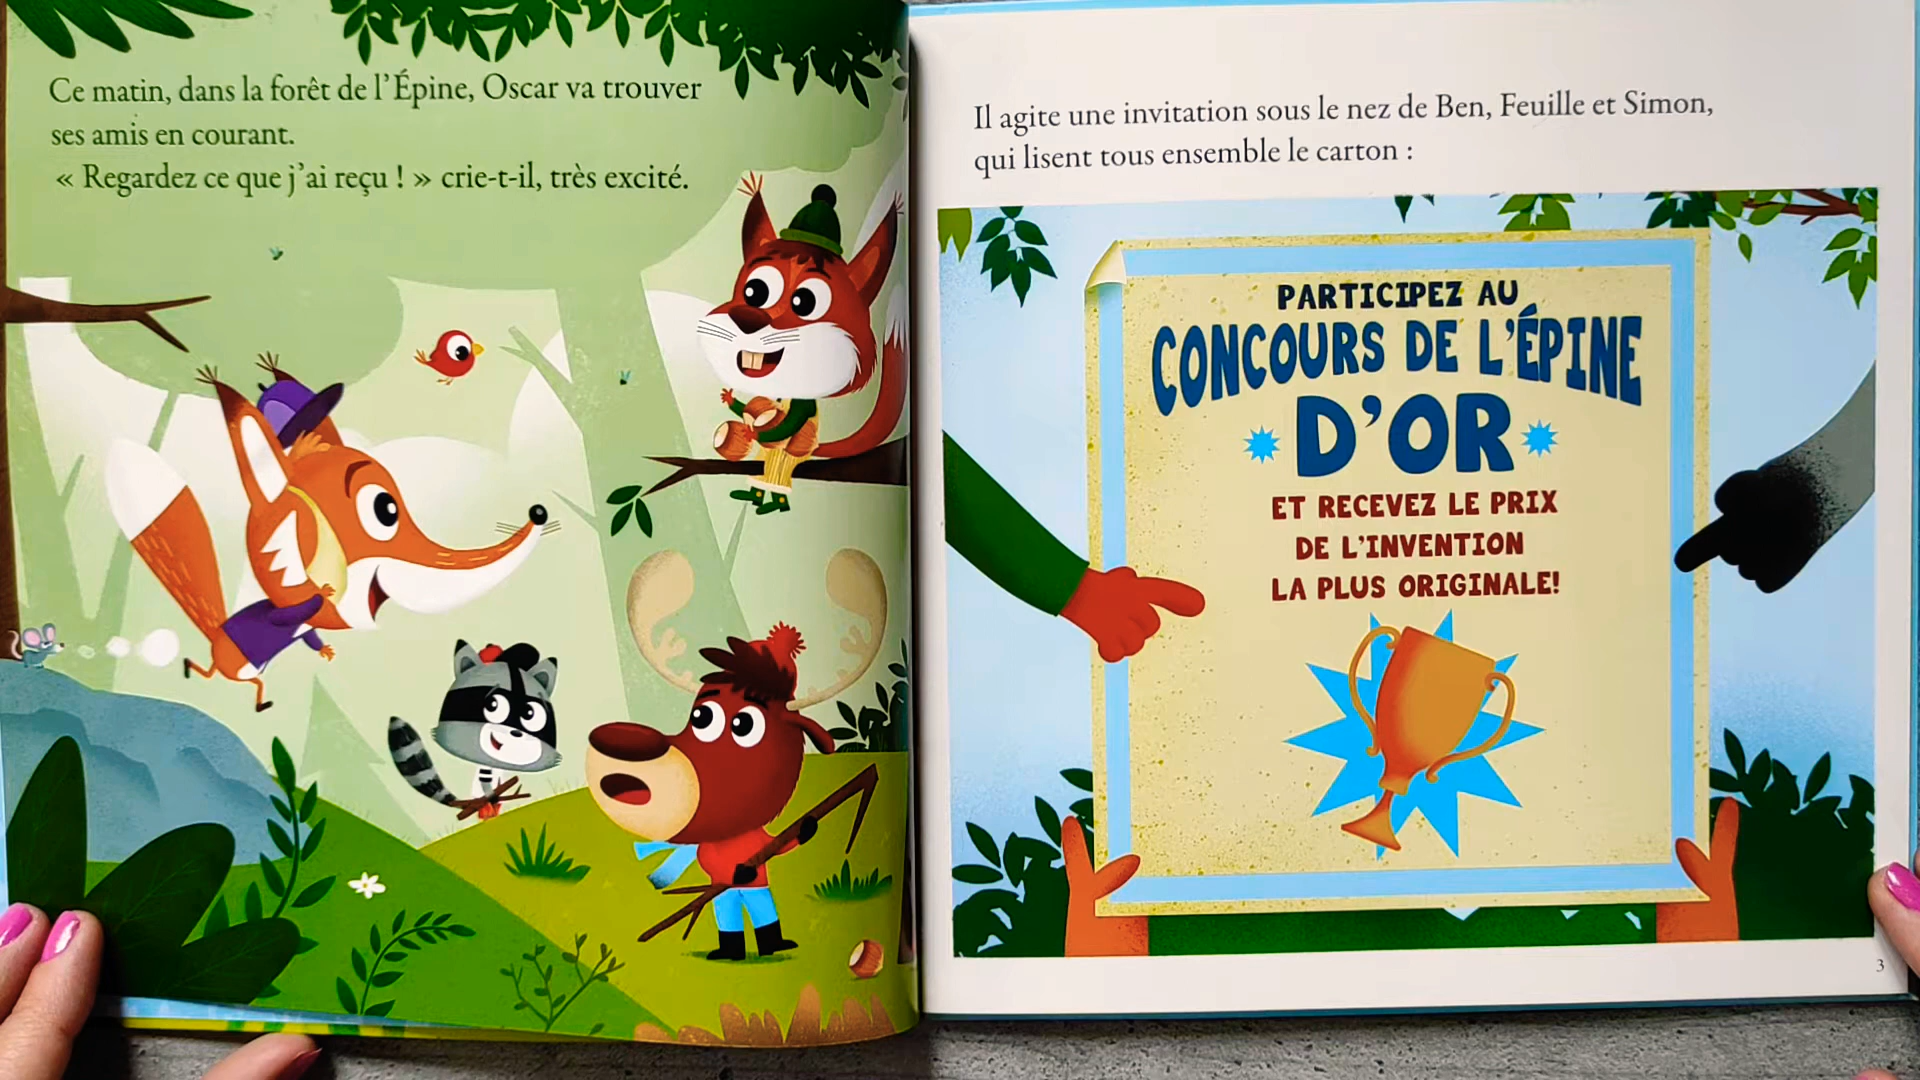 Ce matin, dans la forêt de l'Épine, Oscar va trouver
ses amis en courant.
« Regardez ce que j'ai reçu ! » crie-t-il, très excité.
Il agite une invitation sous le nez de Ben, Feuille et Simon,
qui lisent tous ensemble le carton :
PARTICIPEZ AU
CONCOURS DE L'ÉPINE
D'OR
ET RECEVEZ LE PRIX
DE L'INVENTION
LA PLUS ORIGINALE!
3